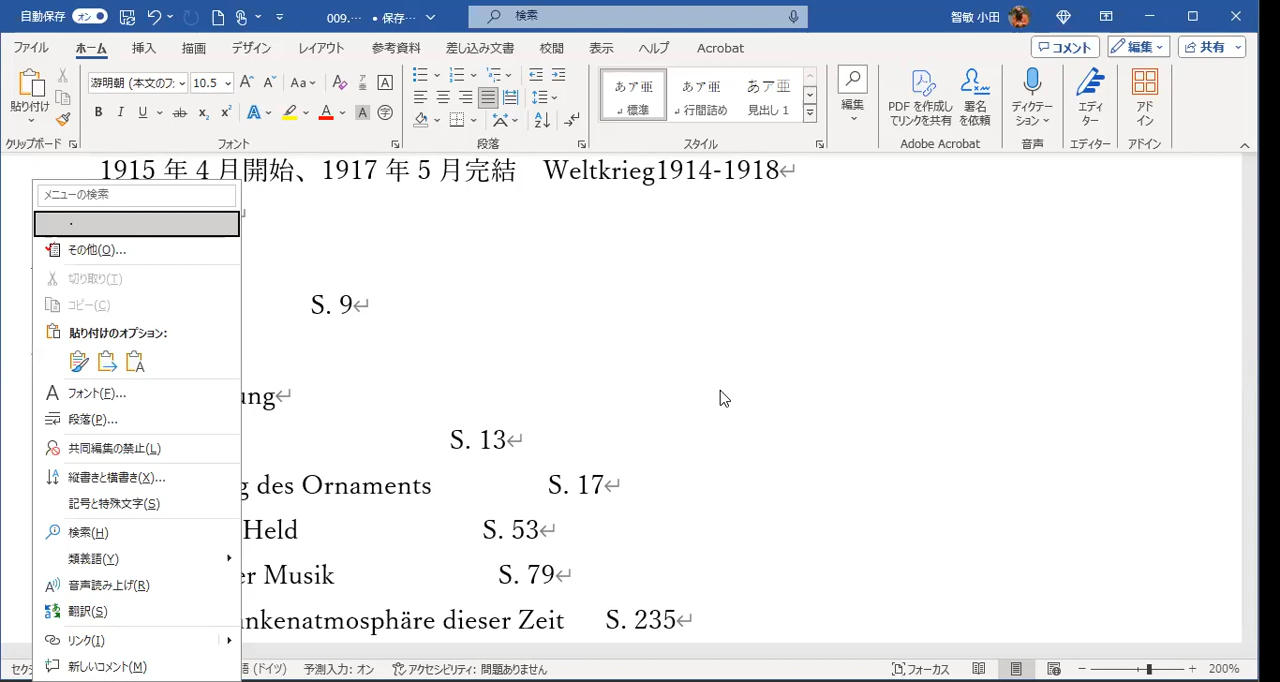 自動保存 オン 009.… • 保存… 検索 智敏 小田
ファイル ホーム 挿入 描画 デザイン レイアウト 参考資料 差し込み文書 校閲 表示 ヘルプ Acrobat コメント 編集 共有
貼り付け 游明朝 (本文のフ 10.5 Aa あア亜 あア亜 あア亜 編集 PDF を作成し 署名 ディクテー エディ アド
B I U ab x₂ x² ↲標準 ↲行間詰め 見出し 1 てリンクを共有 を依頼 ション ター イン
クリップボード フォント 段落 スタイル Adobe Acrobat 音声 エディター アドイン
1915 年 4 月開始、1917 年 5 月完結 Weltkrieg1914-1918↵
メニューの検索
その他(O)...
切り取り(T)
コピー(C)
S. 9↵
貼り付けのオプション:
フォント(F)...
ung↵
段落(P)...
S. 13↵
共同編集の禁止(L)
縦書きと横書き(X)...
g des Ornaments S. 17↵
記号と特殊文字(S)
検索(H)
Held S. 53↵
類義語(Y)
er Musik S. 79↵
音声読み上げ(R)
翻訳(S)
ankenatmosphäre dieser Zeit S. 235↵
リンク(I)
新しいコメント(M)
セク (ドイツ) 予測入力: オン アクセシビリティ: 問題ありません フォーカス 200%